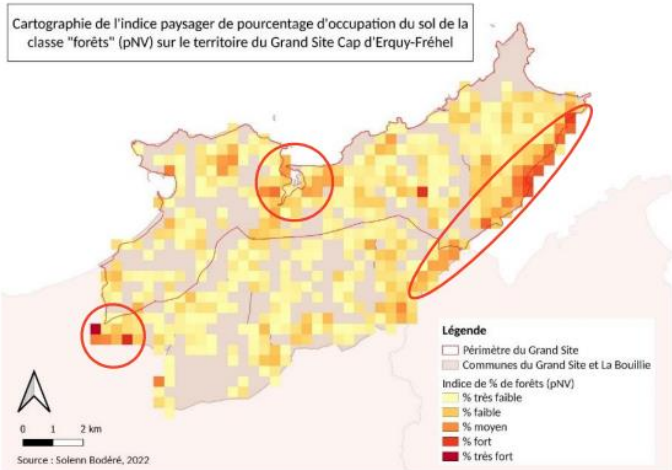 Cartographie de l'indice paysager de pourcentage d'occupation du sol de la
classe "forêts" (pNV) sur le territoire du Grand Site Cap d'Erquy-Fréhel
Légende
Périmètre du Grand Site
Communes du Grand Site et La Bouillie
Indice de % de forêts (pNV)
% très faible
% faible
% moyen
% fort
% très fort
0 1 2 km
Source : Solenn Bodéré, 2022